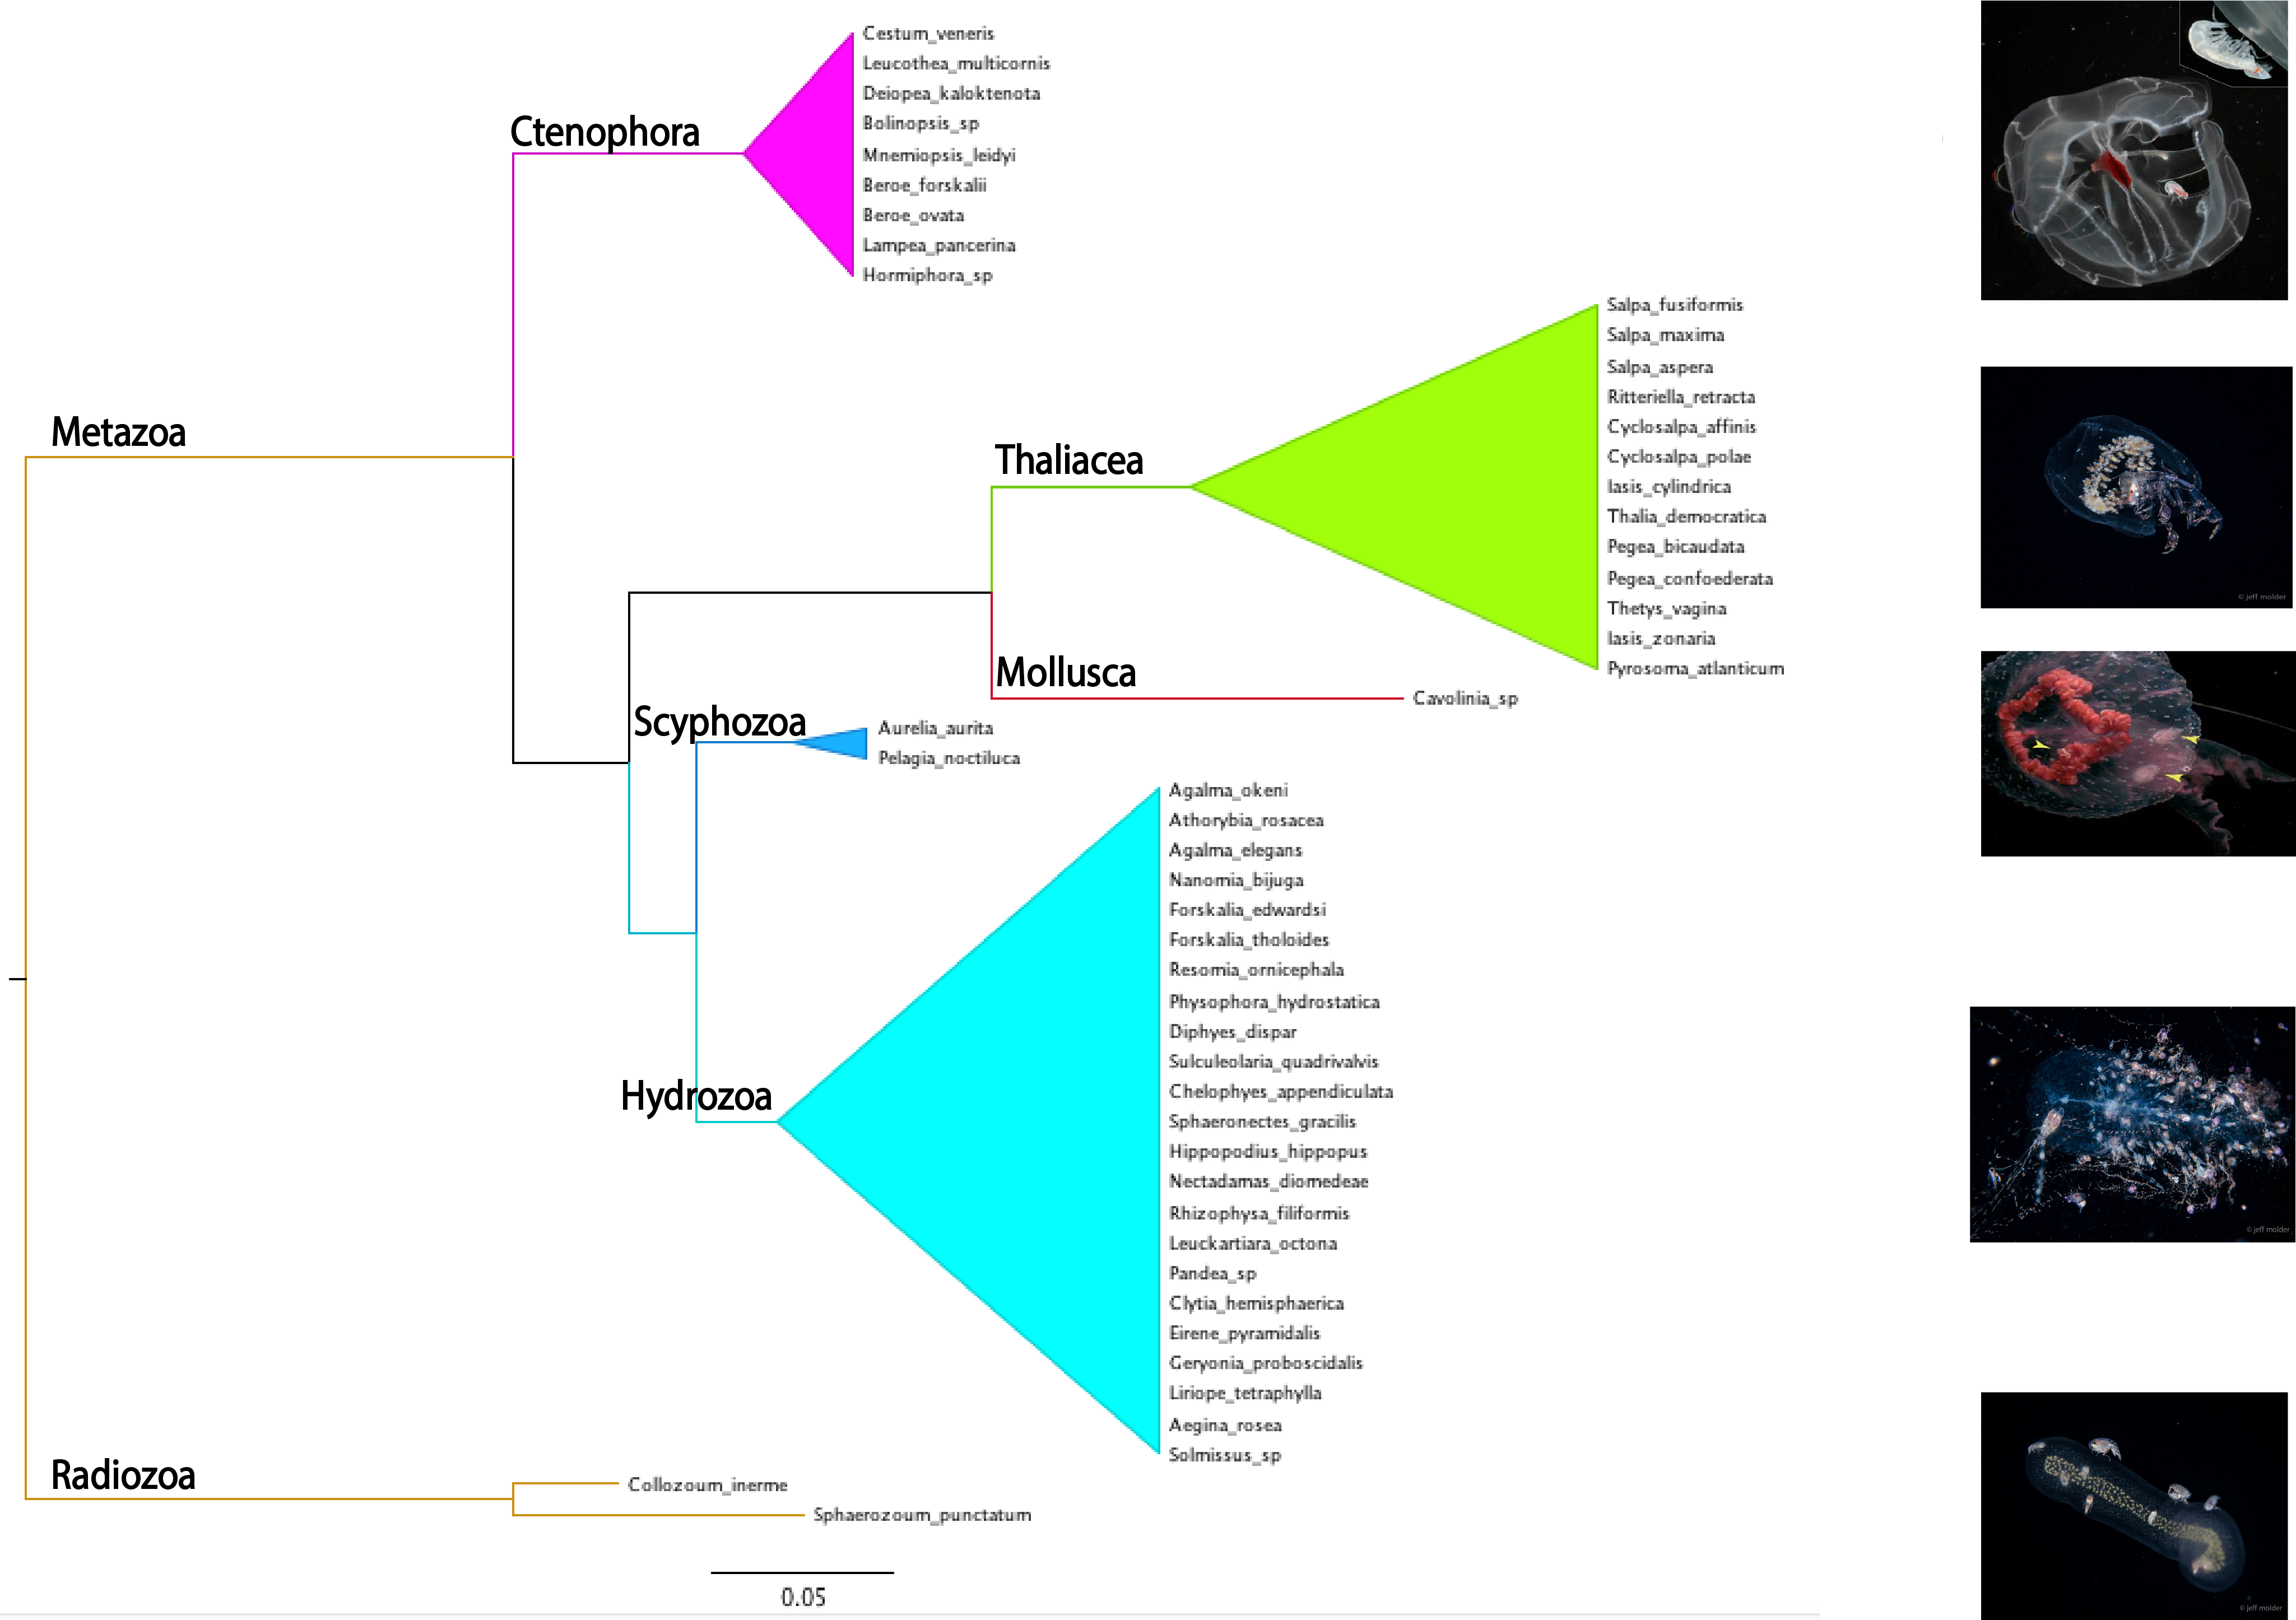 Cestum_veneris
Leucothea_multicornis
Deiopea_kaloktenota
Ctenophora
Bolinopsis_sp
Mnemiopsis_leidyi
Beroe_forskalii
Beroe_ovata
Lampea_pancerina
Hormiphora_sp
Salpa_fusiformis
Salpa_maxima
Salpa_aspera
Ritteriella_retracta
Metazoa
Cyclosalpa_affinis
Thaliacea
Cyclosalpa_polae
Iasis_cylindrica
Thalia_democratica
Pegea_bicaudata
Pegea_confoederata
© jeff molder
Thetys_vagina
Iasis_zonaria
Mollusca
Pyrosoma_atlanticum
Cavolinia_sp
Scyphozoa
Aurelia_aurita
Pelagia_noctiluca
Agalma_okeni
Athorybia_rosacea
Agalma_elegans
Nanomia_bijuga
Forskalia_edwardsi
Forskalia_tholoides
Resomia_ornicephala
Physophora_hydrostatica
Diphyes_dispar
Sulculeolaria_quadrivalvis
Hydrozoa
Chelophyes_appendiculata
Sphaeronectes_gracilis
Hippopodius_hippopus
Nectadamas_diomedeae
Rhizophysa_filiformis
© jeff molder
Leuckartiara_octona
Pandea_sp
Clytia_hemisphaerica
Eirene_pyramidalis
Geryonia_proboscidalis
Liriope_tetraphylla
Aegina_rosea
Solmissus_sp
Radiozoa
Collozoum_inerme
Sphaerozoum_punctatum
0.05
© jeff molder